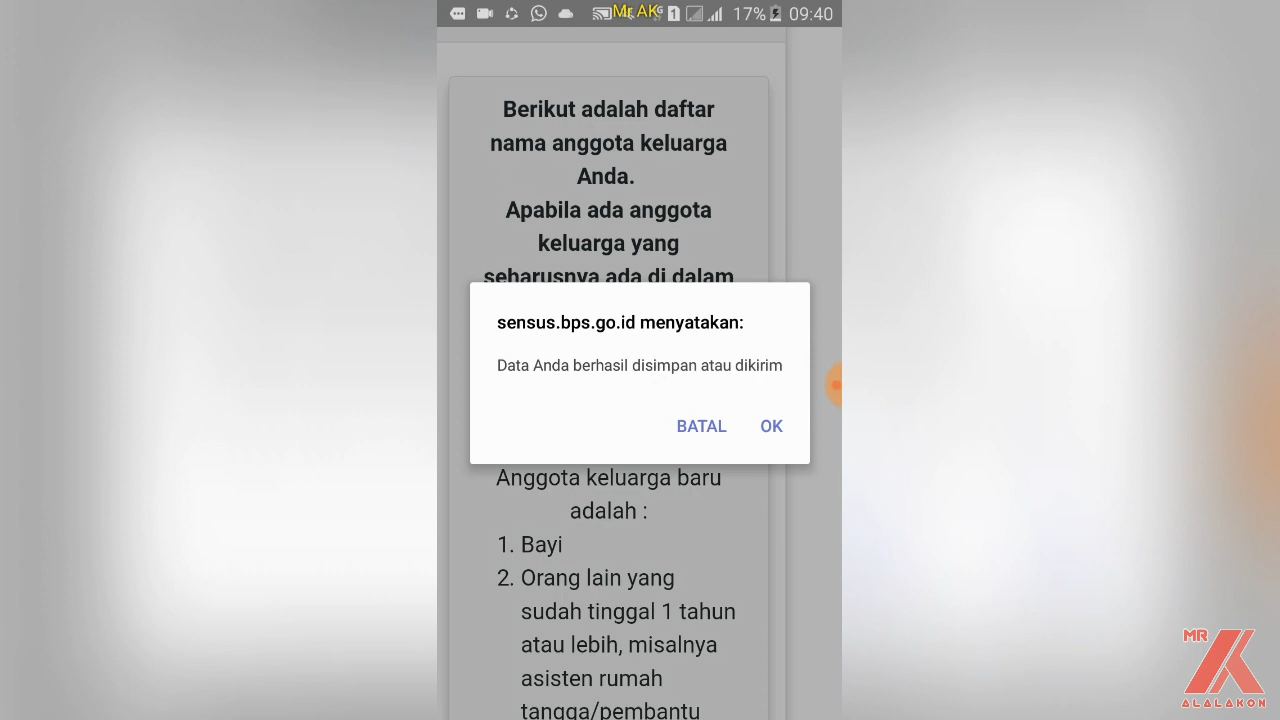 Mr AK
1
17%
09:40
Berikut adalah daftar
nama anggota keluarga
Anda.
Apabila ada anggota
keluarga yang
seharusnya ada di dalam
sensus.bps.go.id menyatakan:
Data Anda berhasil disimpan atau dikirim
BATAL
OK
Anggota keluarga baru
adalah :
1. Bayi
2. Orang lain yang
sudah tinggal 1 tahun
atau lebih, misalnya
asisten rumah
tangga/pembantu
MR
ALALAKON